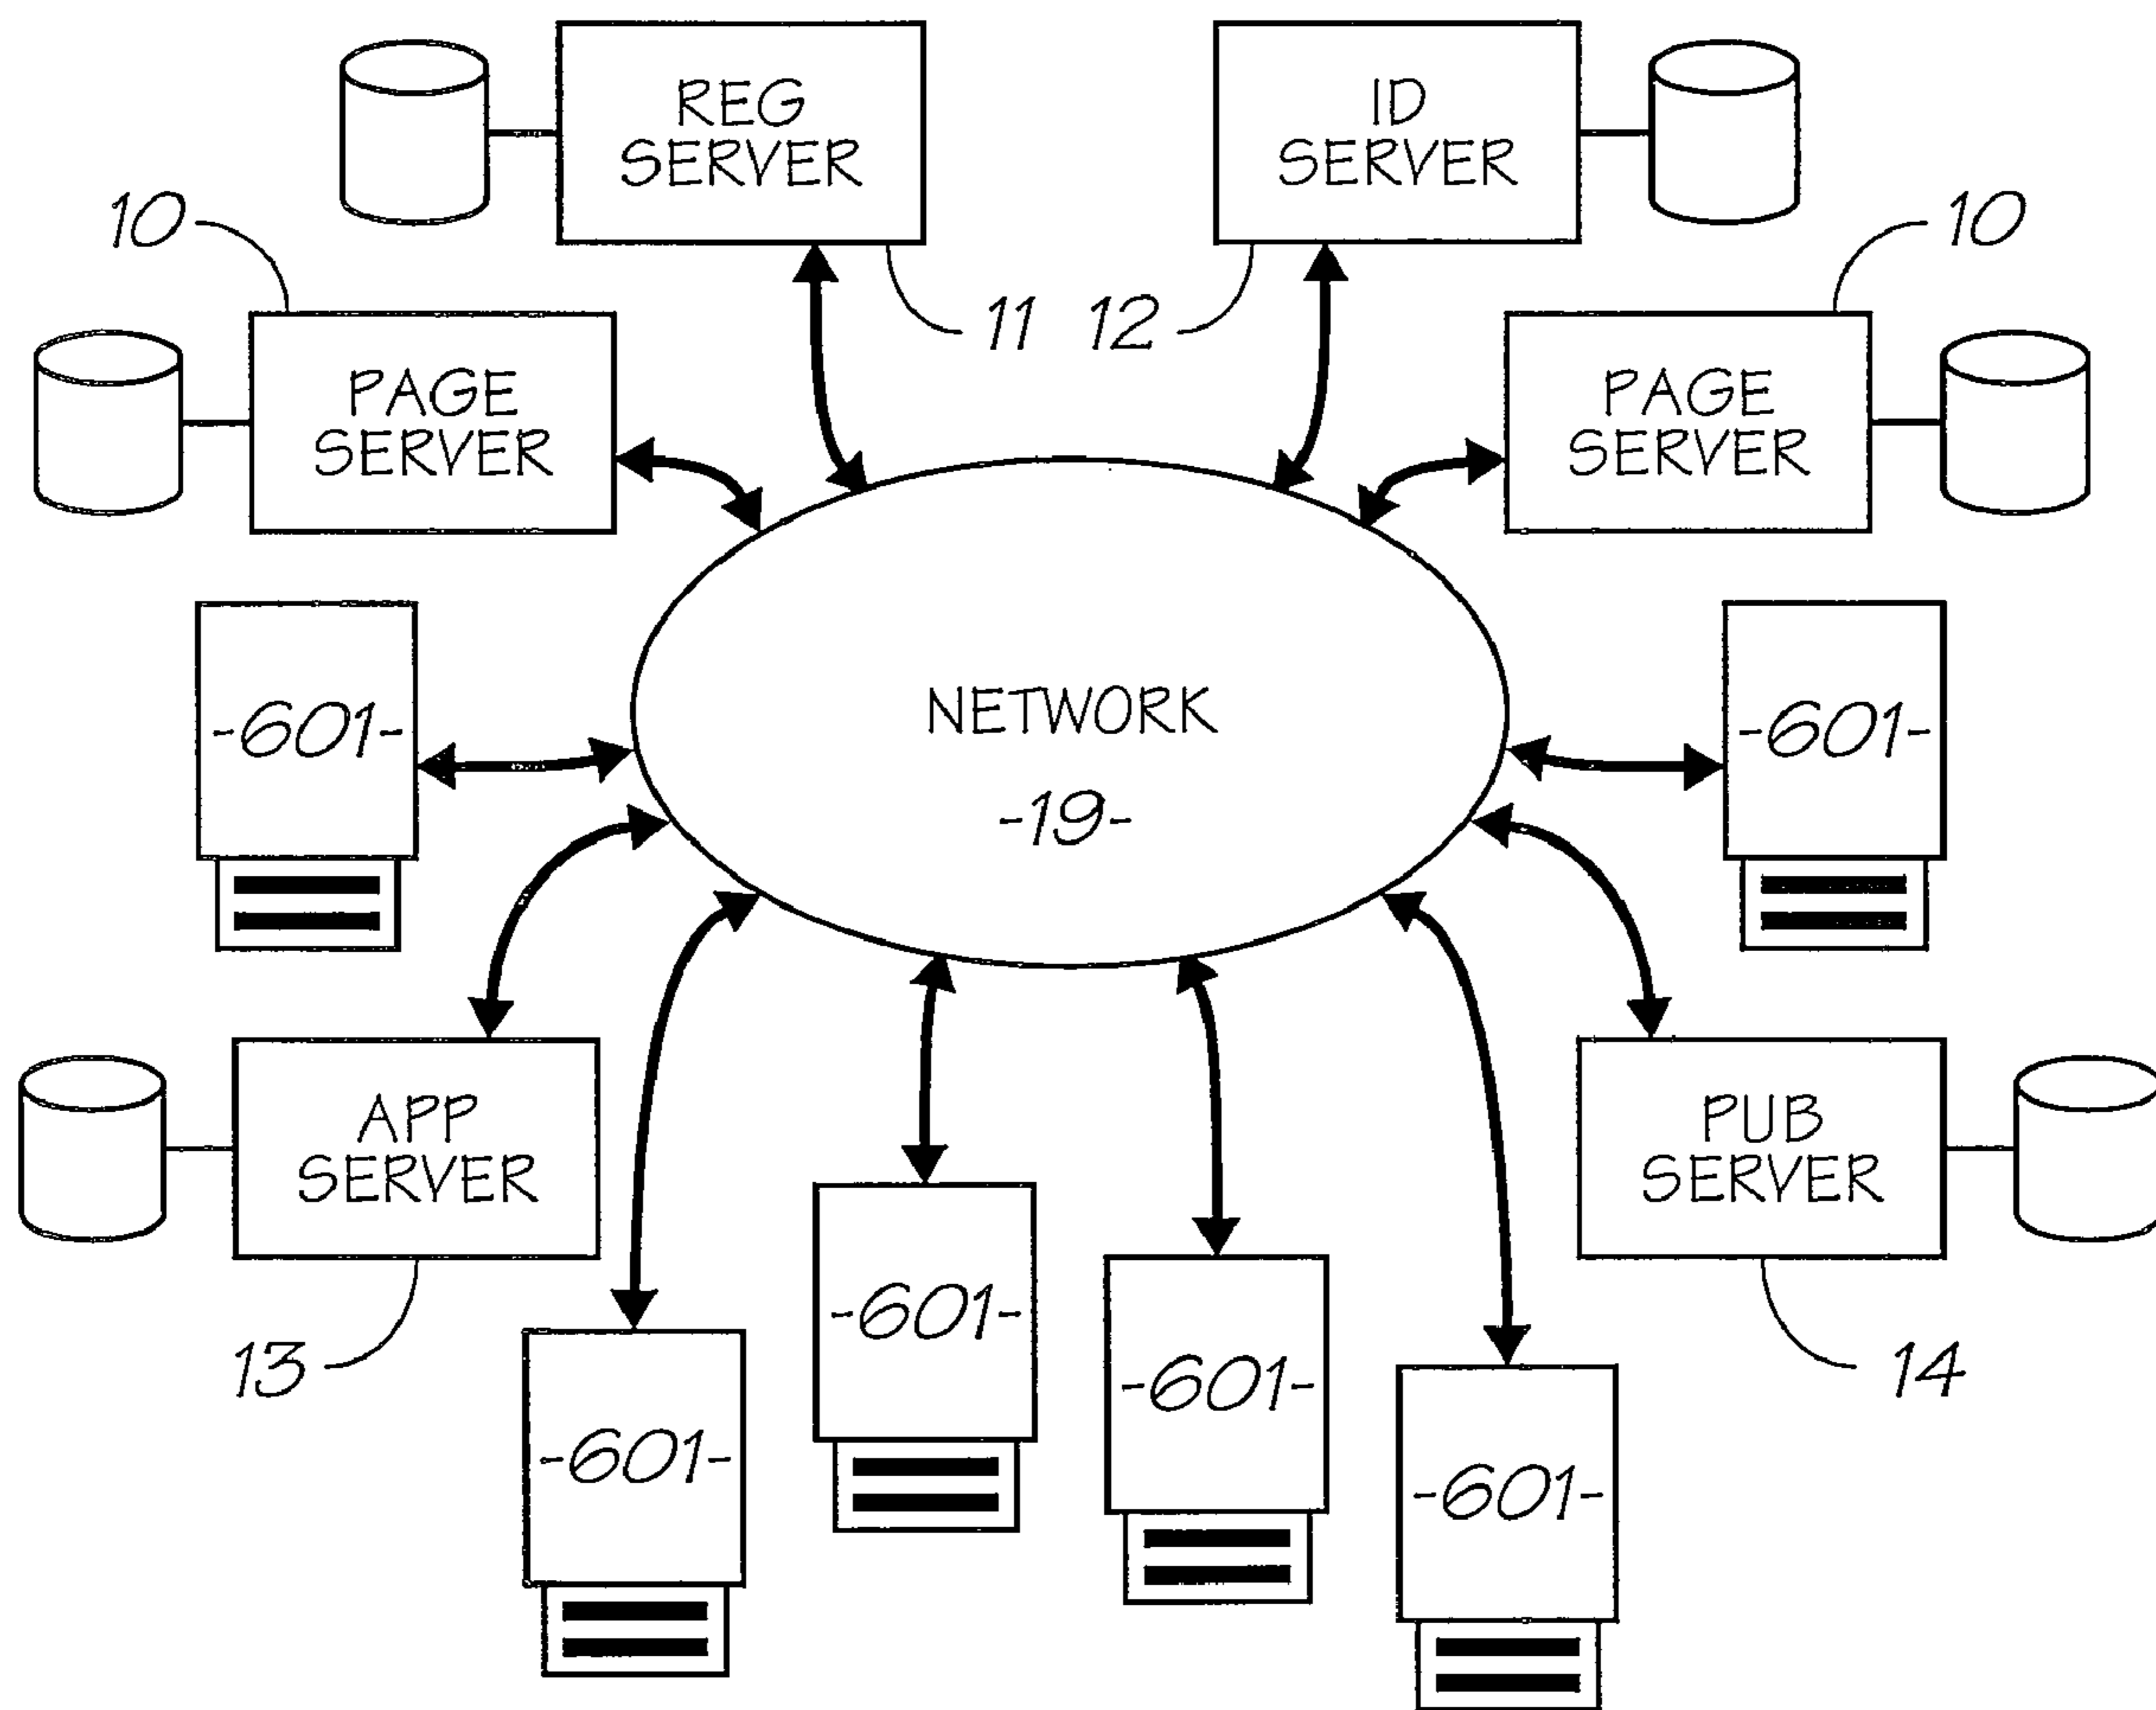 REG
SERVER
ID
SERVER
10
10
11
12
PAGE
SERVER
PAGE
SERVER
-601-
NETWORK
-19-
-601-
APP
SERVER
PUB
SERVER
13
-601-
-601-
-601-
-601-
14